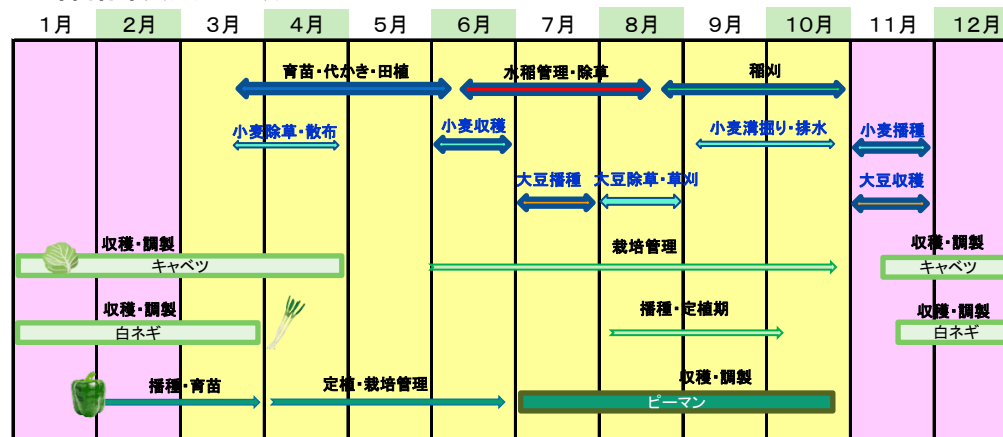 1月 2月 3月 4月 5月 6月 7月 8月 9月 10月 11月 12月
育苗・代かき・田植 水稲管理・除草 稲刈
小麦除草・散布 小麦収穫 小麦溝掘り・排水 小麦播種
大豆播種 大豆除草・草刈 大豆収穫
収穫・調製 栽培管理 収穫・調製
キャベツ キャベツ
収穫・調製 播種・定植期 収穫・調製
白ネギ 白ネギ
播種・育苗 定植・栽培管理 収穫・調製
ピーマン